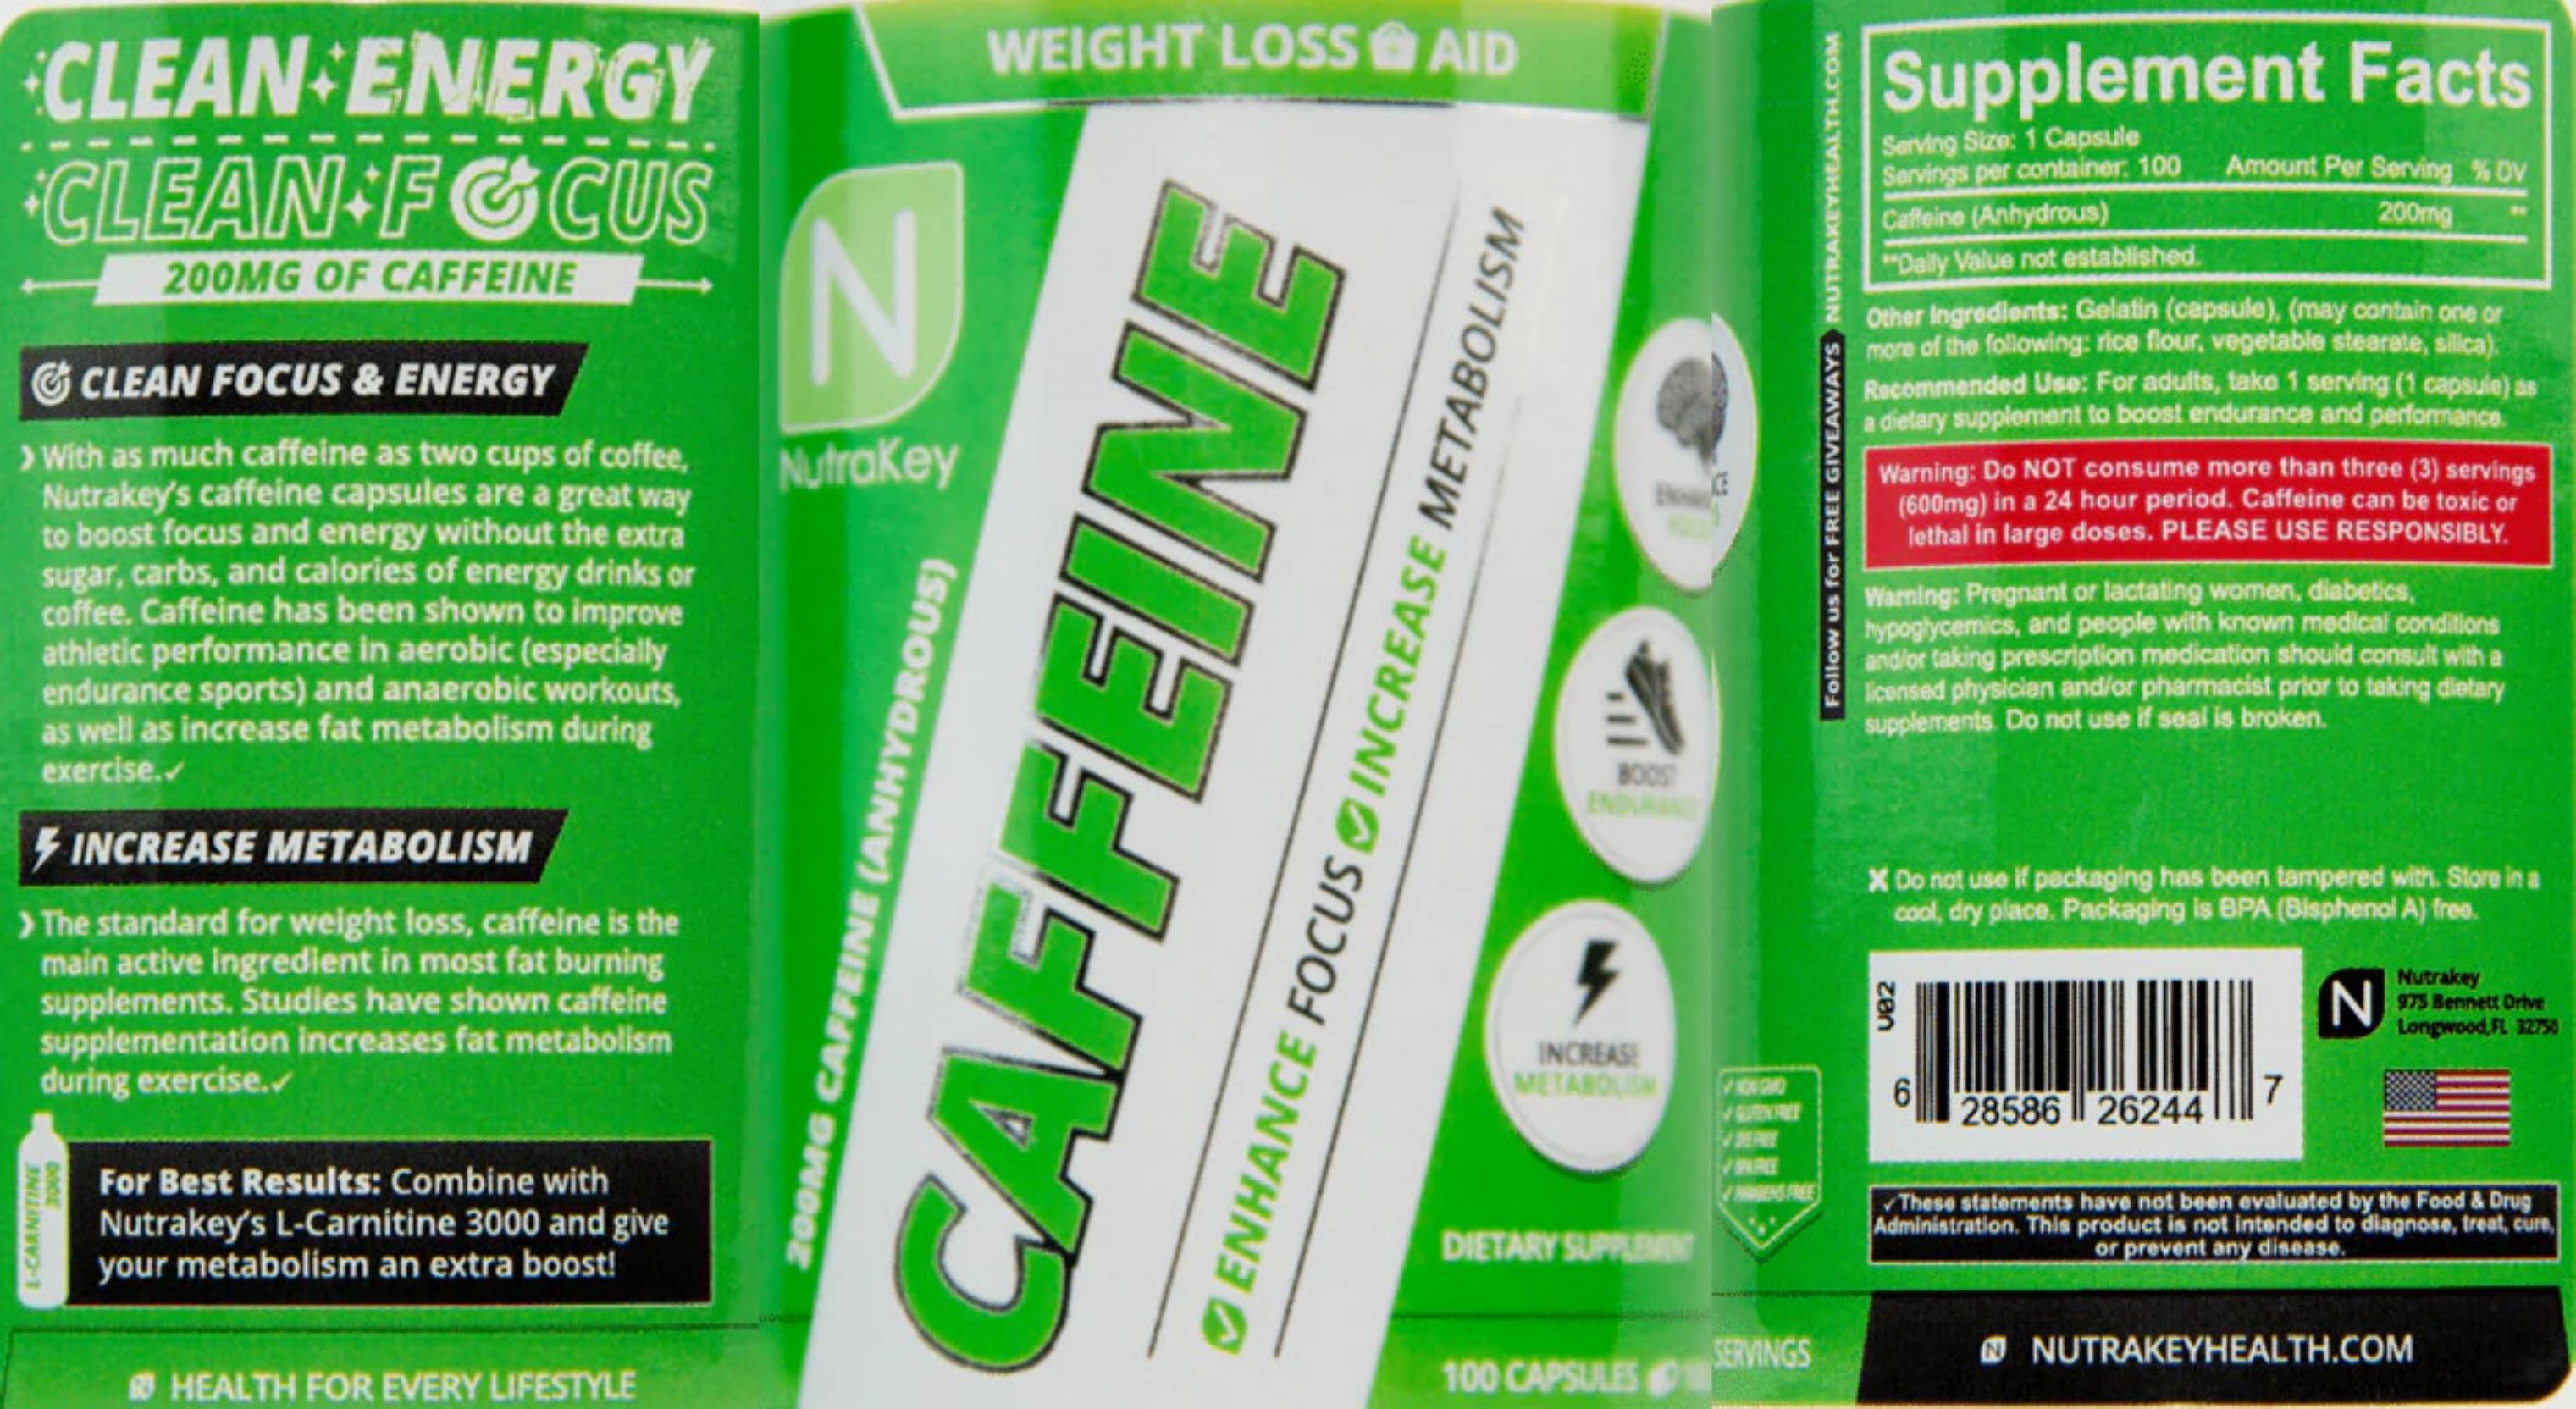 CLEAN ENERGY
CLEAN FOCUS
200MG OF CAFFEINE
CLEAN FOCUS & ENERGY
With as much caffeine as two cups of coffee,
Nutrakey's caffeine capsules are a great way
to boost focus and energy without the extra
sugar, carbs, and calories of energy drinks or
coffee. Caffeine has been shown to improve
athletic performance in aerobic (especially
endurance sports) and anaerobic workouts,
as well as increase fat metabolism during
exercise.✓
INCREASE METABOLISM
The standard for weight loss, caffeine is the
main active ingredient in most fat burning
supplements. Studies have shown caffeine
supplementation increases fat metabolism
during exercise.✓
L-CARNITINE
3000
For Best Results: Combine with
Nutrakey's L-Carnitine 3000 and give
your metabolism an extra boost!
HEALTH FOR EVERY LIFESTYLE
WEIGHT LOSS AID
N
NutraKey
200MG CAFFEINE (ANHYDROUS)
CAFFEINE
ENHANCE FOCUS INCREASE METABOLISM
BOOST
ENDURANCE
INCREASE
METABOLISM
DIETARY SUPPLEMENT
100 CAPSULES
SERVINGS
✓ NON GMO
✓ GLUTEN FREE
✓ DYE FREE
✓ BPA FREE
✓ PARABENS FREE
Follow us for FREE GIVEAWAYS NUTRAKEYHEALTH.COM
Supplement Facts
Serving Size: 1 Capsule
Servings per container: 100 Amount Per Serving % DV
Caffeine (Anhydrous) 200mg **
**Daily Value not established.
Other Ingredients: Gelatin (capsule), (may contain one or
more of the following: rice flour, vegetable stearate, silica).
Recommended Use: For adults, take 1 serving (1 capsule) as
a dietary supplement to boost endurance and performance.
Warning: Do NOT consume more than three (3) servings
(600mg) in a 24 hour period. Caffeine can be toxic or
lethal in large doses. PLEASE USE RESPONSIBLY.
Warning: Pregnant or lactating women, diabetics,
hypoglycemics, and people with known medical conditions
and/or taking prescription medication should consult with a
licensed physician and/or pharmacist prior to taking dietary
supplements. Do not use if seal is broken.
Do not use if packaging has been tampered with. Store in a
cool, dry place. Packaging is BPA (Bisphenol A) free.
V02
6 28586 26244 7
N
Nutrakey
975 Bennett Drive
Longwood,FL 32750
✓These statements have not been evaluated by the Food & Drug
Administration. This product is not intended to diagnose, treat, cure,
or prevent any disease.
NUTRAKEYHEALTH.COM